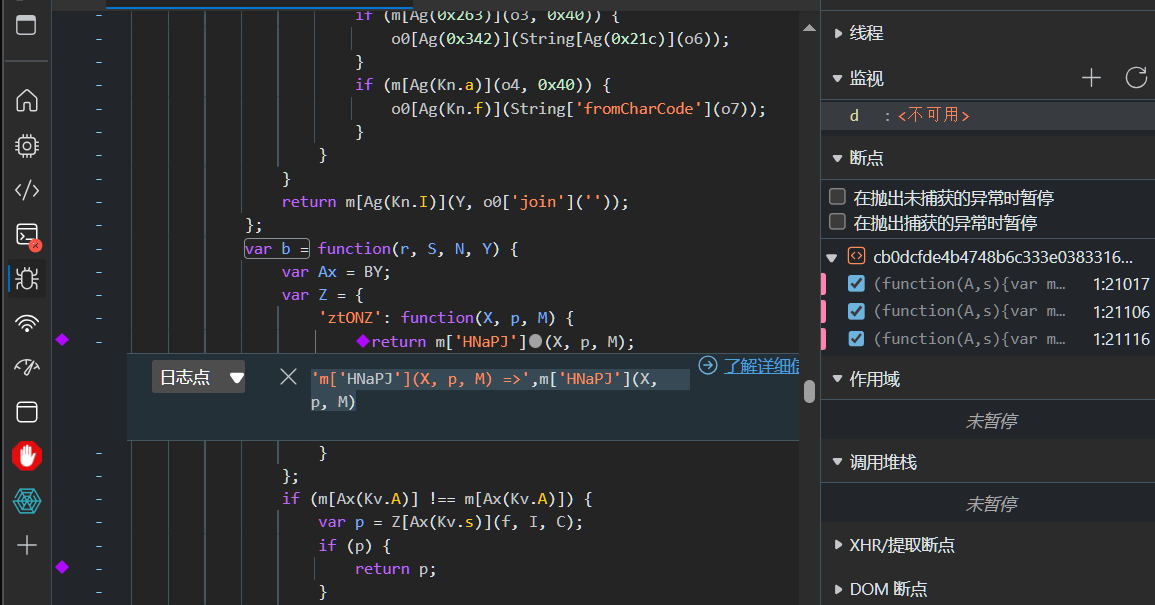 if (m[Ag(0x263)](o3, 0x40)) {
o0[Ag(0x342)](String[Ag(0x21c)](o6));
}
if (m[Ag(Kn.a)](o4, 0x40)) {
o0[Ag(Kn.f)](String['fromCharCode'](o7));
}
}
}
return m[Ag(Kn.I)](Y, o0['join'](''));
};
var b = function(r, S, N, Y) {
var Ax = BY;
var Z = {
'ztONZ': function(X, p, M) {
return m['HNaPJ'](X, p, M);
日志点
'm['HNaPJ'](X, p, M) =>',m['HNaPJ'](X,
p, M)
了解详细信
}
};
if (m[Ax(Kv.A)] !== m[Ax(Kv.A)]) {
var p = Z[Ax(Kv.s)](f, I, C);
if (p) {
return p;
}
线程
监视
d : <不可用>
断点
在抛出未捕获的异常时暂停
在抛出捕获的异常时暂停
cb0dcfde4b4748b6c333e0383316...
(function(A,s){var m… 1:21017
(function(A,s){var m… 1:21106
(function(A,s){var m… 1:21116
作用域
未暂停
调用堆栈
未暂停
XHR/提取断点
DOM 断点